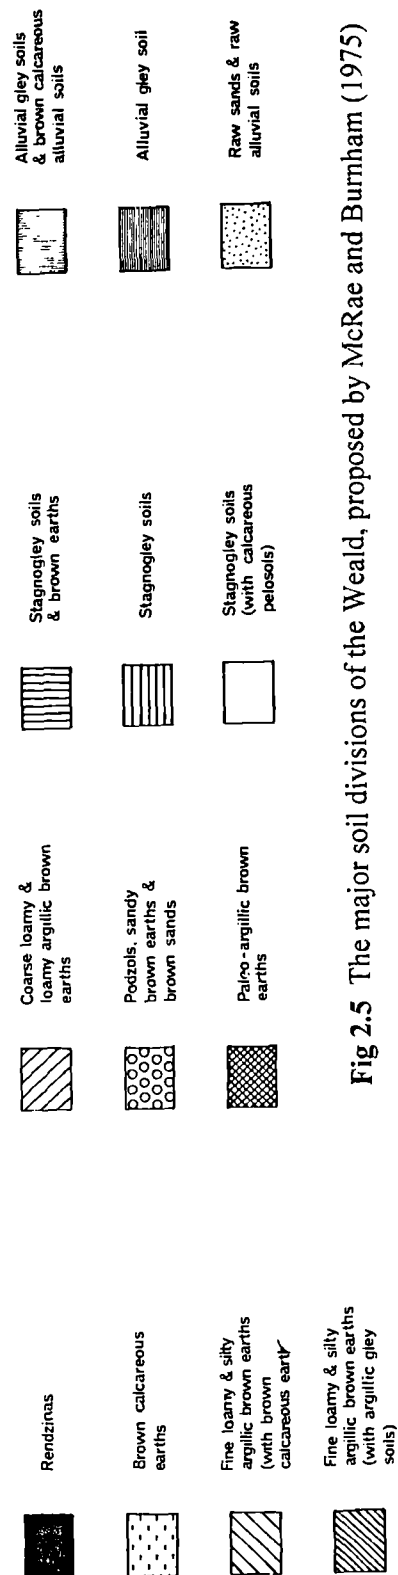 Rendzinas
Brown calcareous
earths
Fine loamy & silty
argillic brown earths
(with brown
calcareous earth
Fine loamy & silty
argillic brown earths
(with argillic gley
soils)
Coarse loamy &
loamy argillic brown
earths
Podzols, sandy
brown earths &
brown sands
Paleo-argillic brown
earths
Stagnogley soils
& brown earths
Stagnogley soils
Stagnogley soils
(with calcareous
pelosols)
Alluvial gley soils
& brown calcareous
alluvial soils
Alluvial gley soil
Raw sands & raw
alluvial soils
Fig 2.5 The major soil divisions of the Weald, proposed by McRae and Burnham (1975)